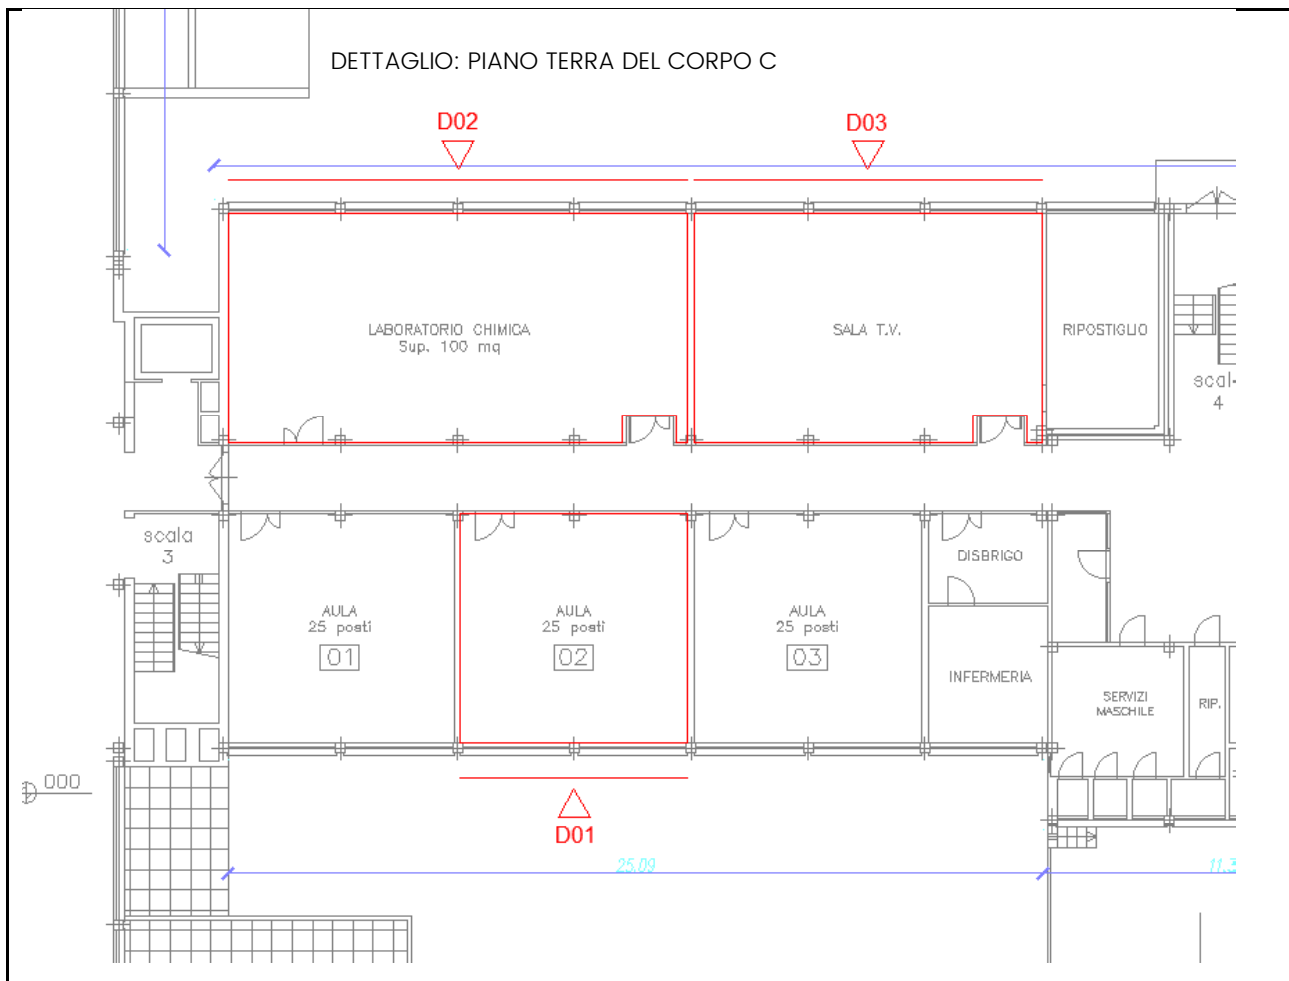 DETTAGLIO: PIANO TERRA DEL CORPO C
D02
D03
LABORATORIO CHIMICA
Sup. 100 mq
SALA T.V.
RIPOSTIGLIO
4
scala
3
DISBRIGO
AULA
25 posti
01
AULA
25 posti
02
AULA
25 posti
03
INFERMERIA
SERVIZI
MASCHILE
RIP.
000
D01
25.09
11.3